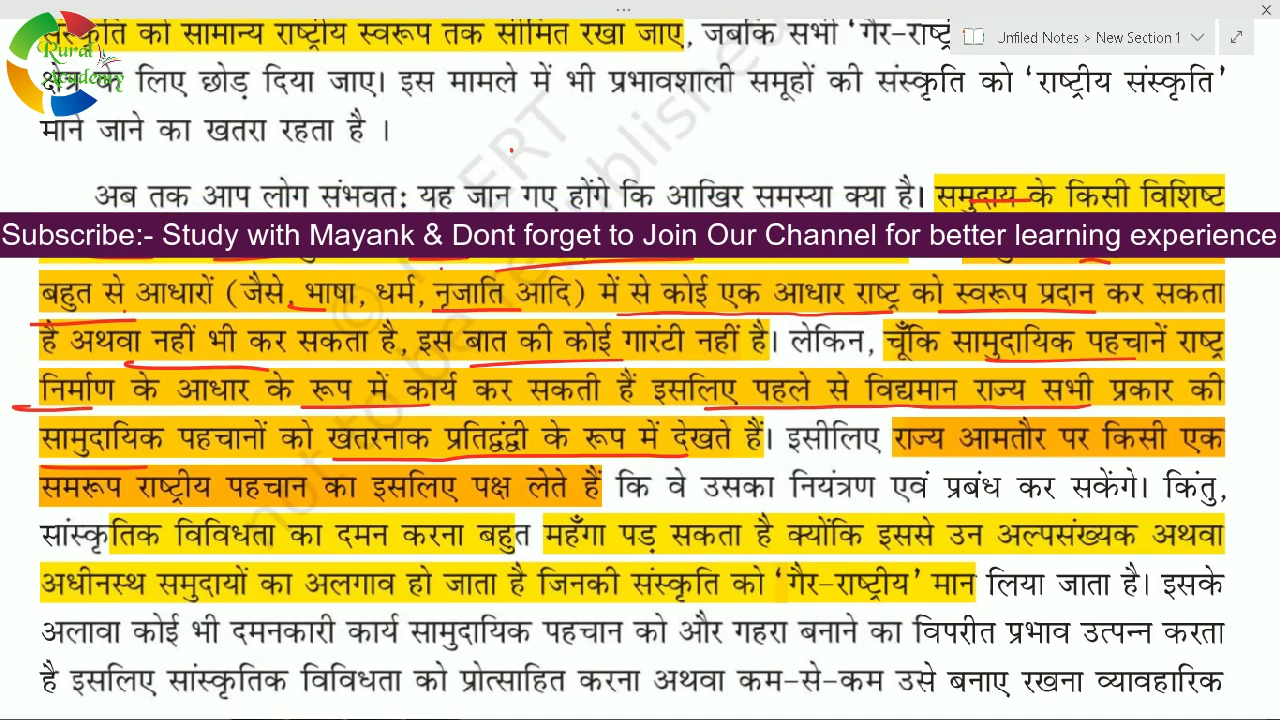 संस्कृति को सामान्य राष्ट्रीय स्वरूप तक सीमित रखा जाए, जबकि सभी ‘गैर-राष्ट्र
Unfiled Notes > New Section 1
Rural
Academy
क्षेत्र के लिए छोड़ दिया जाए। इस मामले में भी प्रभावशाली समूहों की संस्कृति को ‘राष्ट्रीय संस्कृति’
माने जाने का खतरा रहता है ।
अब तक आप लोग संभवत: यह जान गए होंगे कि आखिर समस्या क्या है। समुदाय के किसी विशिष्ट
Subscribe:- Study with Mayank & Dont forget to Join Our Channel for better learning experience
बहुत से आधारों (जैसे, भाषा, धर्म, नृजाति आदि) में से कोई एक आधार राष्ट्र को स्वरूप प्रदान कर सकता
है अथवा नहीं भी कर सकता है, इस बात की कोई गारंटी नहीं है। लेकिन, चूँकि सामुदायिक पहचानें राष्ट्र
निर्माण के आधार के रूप में कार्य कर सकती हैं इसलिए पहले से विद्यमान राज्य सभी प्रकार की
सामुदायिक पहचानों को खतरनाक प्रतिद्वंद्वी के रूप में देखते हैं। इसीलिए राज्य आमतौर पर किसी एक
समरूप राष्ट्रीय पहचान का इसलिए पक्ष लेते हैं कि वे उसका नियंत्रण एवं प्रबंध कर सकेंगे। किंतु,
सांस्कृतिक विविधता का दमन करना बहुत महँगा पड़ सकता है क्योंकि इससे उन अल्पसंख्यक अथवा
अधीनस्थ समुदायों का अलगाव हो जाता है जिनकी संस्कृति को ‘गैर-राष्ट्रीय’ मान लिया जाता है। इसके
अलावा कोई भी दमनकारी कार्य सामुदायिक पहचान को और गहरा बनाने का विपरीत प्रभाव उत्पन्न करता
है इसलिए सांस्कृतिक विविधता को प्रोत्साहित करना अथवा कम-से-कम उसे बनाए रखना व्यावहारिक